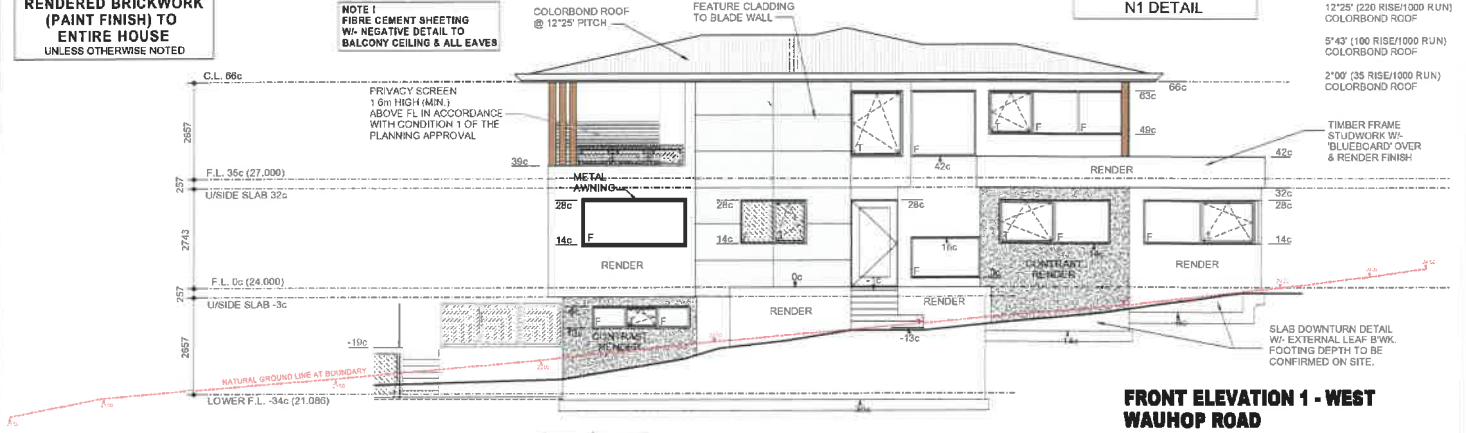 RENDERED BRICKWORK
(PAINT FINISH) TO
ENTIRE HOUSE
UNLESS OTHERWISE NOTED
NOTE !
FIBRE CEMENT SHEETING
W/- NEGATIVE DETAIL TO
BALCONY CEILING & ALL EAVES
COLORBOND ROOF
@ 12°25' PITCH
FEATURE CLADDING
TO BLADE WALL
N1 DETAIL
12°25' (220 RISE/1000 RUN)
COLORBOND ROOF
5°43' (100 RISE/1000 RUN)
COLORBOND ROOF
2°00' (35 RISE/1000 RUN)
COLORBOND ROOF
C.L. 66c
66c
PRIVACY SCREEN
1.6m HIGH (MIN.)
ABOVE FL IN ACCORDANCE
WITH CONDITION 1 OF THE
PLANNING APPROVAL
63c
49c
T
F
T
F
F
TIMBER FRAME
STUDWORK W/-
'BLUEBOARD' OVER
& RENDER FINISH
2657
39c
42c
42c
RENDER
F.L. 35c (27.000)
257
U/SIDE SLAB 32c
32c
METAL
AWNING
28c
28c
28c
28c
2743
14c
F
14c
16c
F
14c
F
F
14c
RENDER
CONTRAST
RENDER
RENDER
F.L. 0c (24.000)
0c
-1c
257
U/SIDE SLAB -3c
RENDER
RENDER
F
F
CONTRAST
RENDER
2657
-19c
-13c
-14c
SLAB DOWNTURN DETAIL
W/- EXTERNAL LEAF B'WK.
FOOTING DEPTH TO BE
CONFIRMED ON SITE.
NATURAL GROUND LINE AT BOUNDARY
LOWER F.L. -34c (21.086)
FRONT ELEVATION 1 - WEST
WAUHOP ROAD